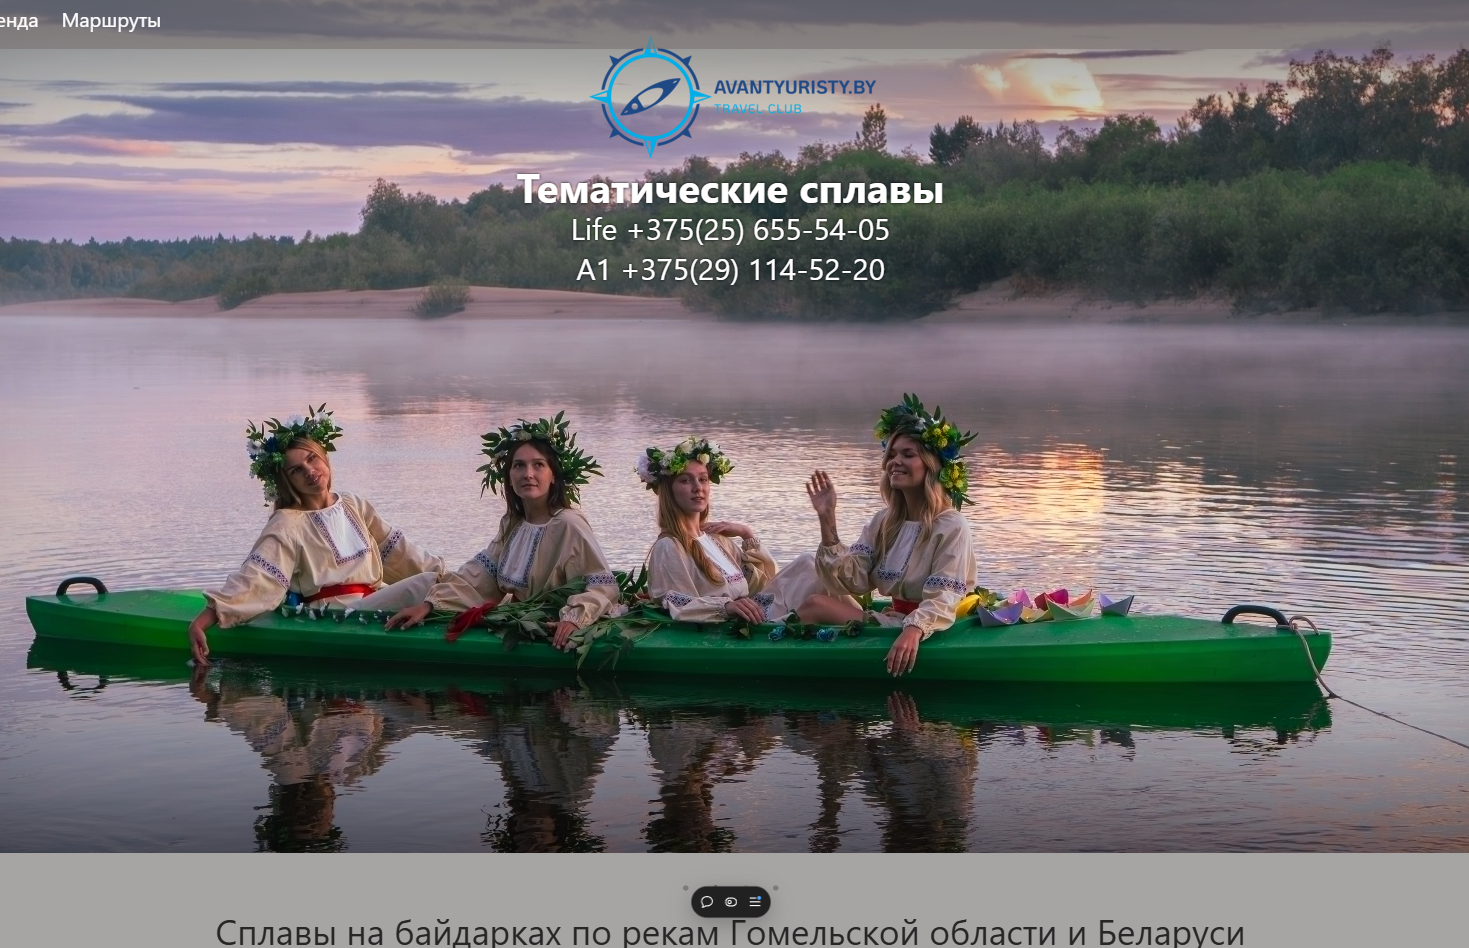 Маршруты
AVANTYURISTY.BY
TRAVEL CLUB
Тематические сплавы
Life +375(25) 655-54-05
A1 +375(29) 114-52-20
Сплавы на байдарках по рекам Гомельской области и Беларуси